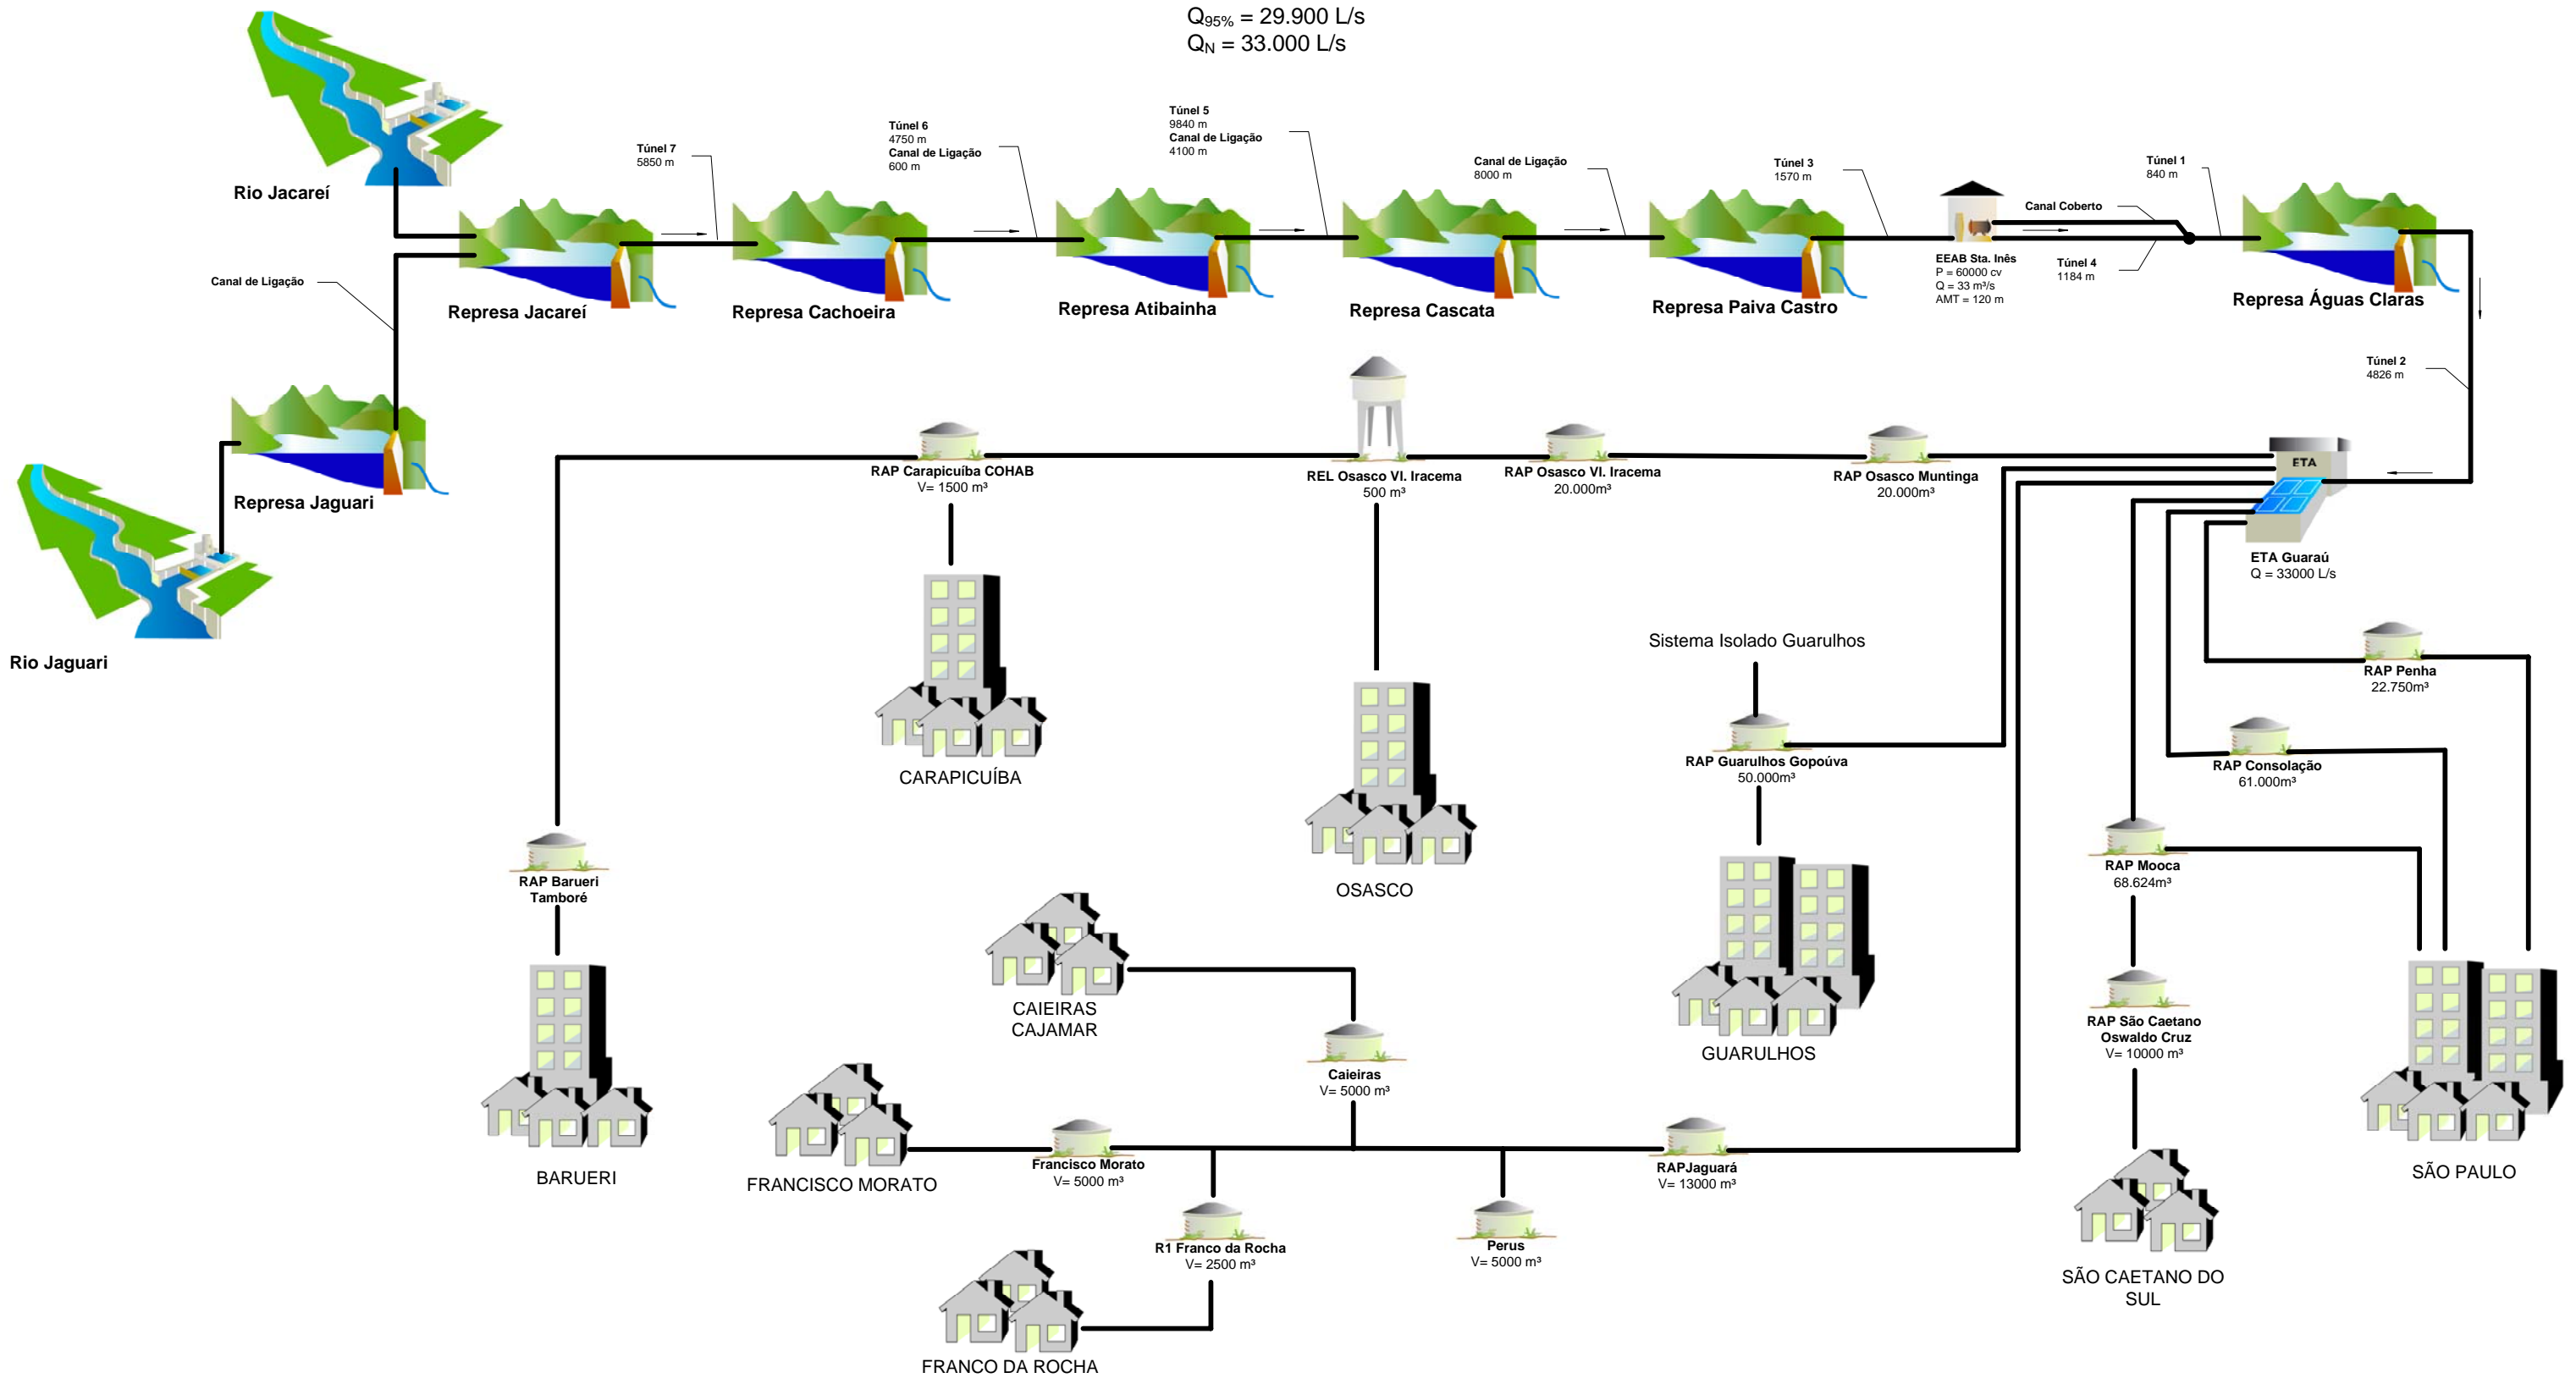 Q95% = 29.900 L/s
QN = 33.000 L/s
Rio Jacareí
Túnel 7
5850 m
Túnel 6
4750 m
Canal de Ligação
600 m
Túnel 5
9840 m
Canal de Ligação
4100 m
Canal de Ligação
8000 m
Túnel 3
1570 m
Canal Coberto
Túnel 1
840 m
Túnel 4
1184 m
EEAB Sta. Inês
P = 60000 cv
Q = 33 m³/s
AMT = 120 m
Canal de Ligação
Represa Jacareí
Represa Cachoeira
Represa Atibainha
Represa Cascata
Represa Paiva Castro
Represa Águas Claras
Túnel 2
4826 m
Represa Jaguari
Rio Jaguari
RAP Carapicuíba COHAB
V= 1500 m³
REL Osasco Vl. Iracema
500 m³
RAP Osasco Vl. Iracema
20.000m³
RAP Osasco Muntinga
20.000m³
ETA
ETA Guaraú
Q = 33000 L/s
CARAPICUÍBA
OSASCO
Sistema Isolado Guarulhos
RAP Guarulhos Gopoúva
50.000m³
GUARULHOS
RAP Penha
22.750m³
RAP Consolação
61.000m³
RAP Mooca
68.624m³
RAP São Caetano
Oswaldo Cruz
V= 10000 m³
SÃO CAETANO DO
SUL
SÃO PAULO
RAP Barueri
Tamboré
BARUERI
CAIEIRAS
CAJAMAR
Caieiras
V= 5000 m³
FRANCISCO MORATO
Francisco Morato
V= 5000 m³
RAPJaguará
V= 13000 m³
R1 Franco da Rocha
V= 2500 m³
Perus
V= 5000 m³
FRANCO DA ROCHA